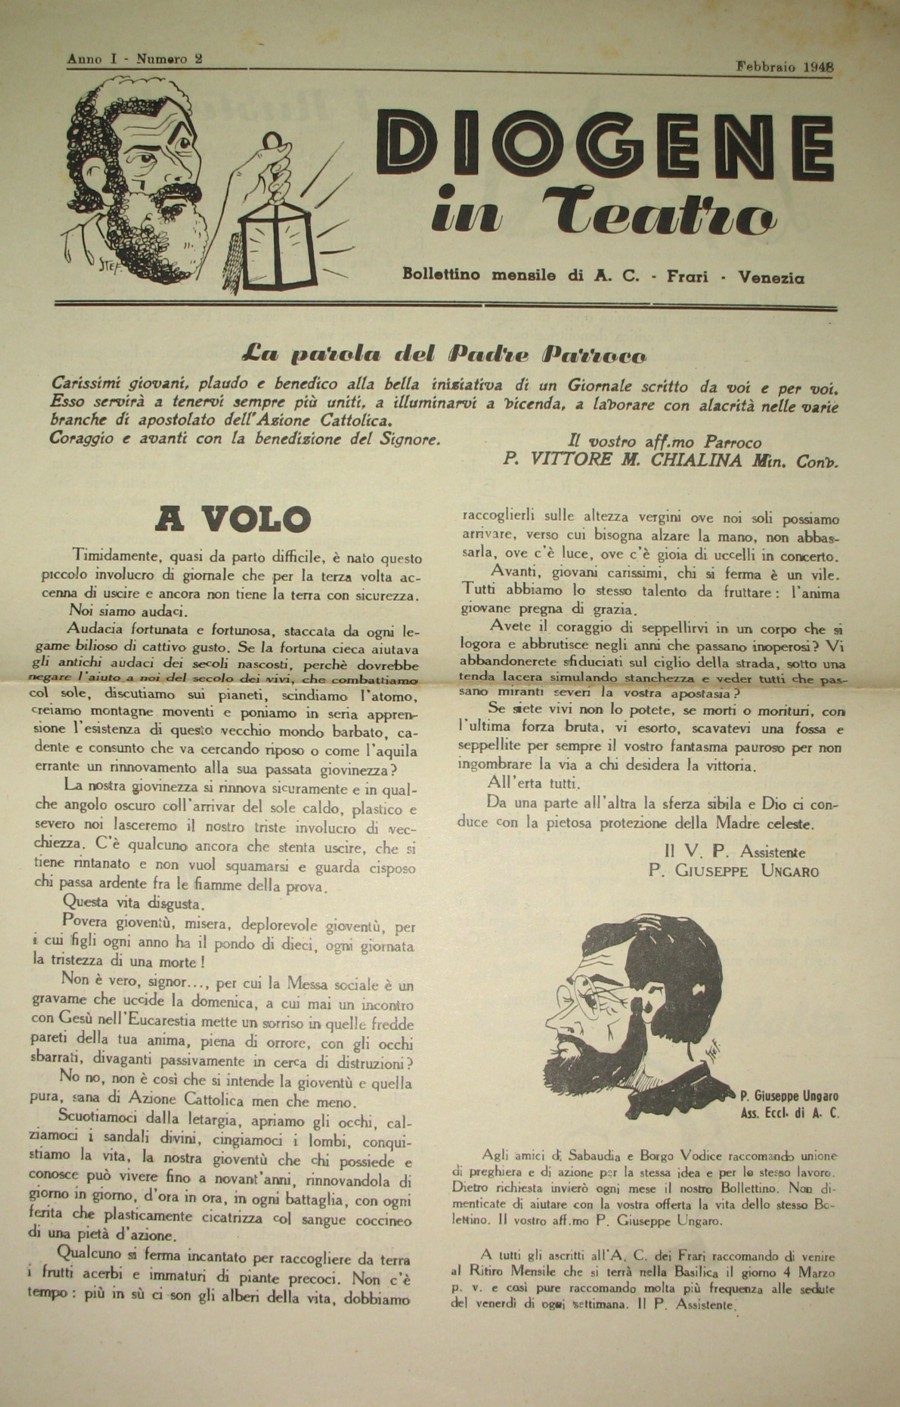 Anno I - Numero 2
Febbraio 1948
DIOGENE
in Teatro
STEF.
Bollettino mensile di A. C. - Frari - Venezia
La parola del Padre Parroco
Carissimi giovani, plaudo e benedico alla bella iniziativa di un Giornale scritto da voi e per voi.
Esso servirà a tenervi sempre più uniti, a illuminarvi a vicenda, a laborare con alacrità nelle varie
branche di apostolato dell'Azione Cattolica.
Coraggio e avanti con la benedizione del Signore.
Il vostro aff.mo Parroco
P. VITTORE M. CHIALINA Min. Conv.
A VOLO
Timidamente, quasi da parto difficile, è nato questo
piccolo involucro di giornale che per la terza volta ac-
cenna di uscire e ancora non tiene la terra con sicurezza.
Noi siamo audaci.
Audacia fortunata e fortunosa, staccata da ogni le-
game bilioso di cattivo gusto. Se la fortuna cieca aiutava
gli antichi audaci dei secoli nascosti, perchè dovrebbe
negare l'aiuto a noi del secolo dei vivi, che combattiamo
col sole, discutiamo sui pianeti, scindiamo l'atomo,
creiamo montagne moventi e poniamo in seria appren-
sione l'esistenza di questo vecchio mondo barbato, ca-
dente e consunto che va cercando riposo o come l'aquila
errante un rinnovamento alla sua passata giovinezza?
La nostra giovinezza si rinnova sicuramente e in qual-
che angolo oscuro coll'arrivar del sole caldo, plastico e
severo noi lasceremo il nostro triste involucro di vec-
chiezza. C'è qualcuno ancora che stenta uscire, che si
tiene rintanato e non vuol squamarsi e guarda cisposo
chi passa ardente fra le fiamme della prova.
Questa vita disgusta.
Povera gioventù, misera, deplorevole gioventù, per
i cui figli ogni anno ha il pondo di dieci, ogni giornata
la tristezza di una morte !
Non è vero, signor..., per cui la Messa sociale è un
gravame che uccide la domenica, a cui mai un incontro
con Gesù nell'Eucarestia mette un sorriso in quelle fredde
pareti della tua anima, piena di orrore, con gli occhi
sbarrati, divaganti passivamente in cerca di distruzioni?
No no, non è così che si intende la gioventù e quella
pura, sana di Azione Cattolica men che meno.
Scuotiamoci dalla letargia, apriamo gli occhi, cal-
ziamoci i sandali divini, cingiamoci i lombi, conqui-
stiamo la vita, la nostra gioventù che chi possiede e
conosce può vivere fino a novant'anni, rinnovandola di
giorno in giorno, d'ora in ora, in ogni battaglia, con ogni
ferita che plasticamente cicatrizza col sangue coccineo
di una pietà d'azione.
Qualcuno si ferma incantato per raccogliere da terra
i frutti acerbi e immaturi di piante precoci. Non c'è
tempo : più in sù ci son gli alberi della vita, dobbiamo
raccoglierli sulle altezza vergini ove noi soli possiamo
arrivare, verso cui bisogna alzare la mano, non abbas-
sarla, ove c'è luce, ove c'è gioia di uccelli in concerto.
Avanti, giovani carissimi, chi si ferma è un vile.
Tutti abbiamo lo stesso talento da fruttare : l'anima
giovane pregna di grazia.
Avete il coraggio di seppellirvi in un corpo che si
logora e abbrutisce negli anni che passano inoperosi? Vi
abbandonerete sfiduciati sul ciglio della strada, sotto una
tenda lacera simulando stanchezza e veder tutti che pas-
sano miranti severi la vostra apostasia?
Se siete vivi non lo potete, se morti o morituri, con
l'ultima forza bruta, vi esorto, scavatevi una fossa e
seppellite per sempre il vostro fantasma pauroso per non
ingombrare la via a chi desidera la vittoria.
All'erta tutti.
Da una parte all'altra la sferza sibila e Dio ci con-
duce con la pietosa protezione della Madre celeste.
Il V. P. Assistente
P. GIUSEPPE UNGARO
Stef.
P. Giuseppe Ungaro
Ass. Eccl. di A. C.
Agli amici di Sabaudia e Borgo Vodice raccomando unione
di preghiera e di azione per la stessa idea e per lo stesso lavoro.
Dietro richiesta invierò ogni mese il nostro Bollettino. Non di-
menticate di aiutare con la vostra offerta la vita dello stesso Bo-
lettino. Il vostro aff.mo P. Giuseppe Ungaro.
A tutti gli ascritti all'A. C. dei Frari raccomando di venire
al Ritiro Mensile che si terrà nella Basilica il giorno 4 Marzo
p. v. e così pure raccomando molta più frequenza alle sedute
del venerdì di ogni settimana. Il P. Assistente.